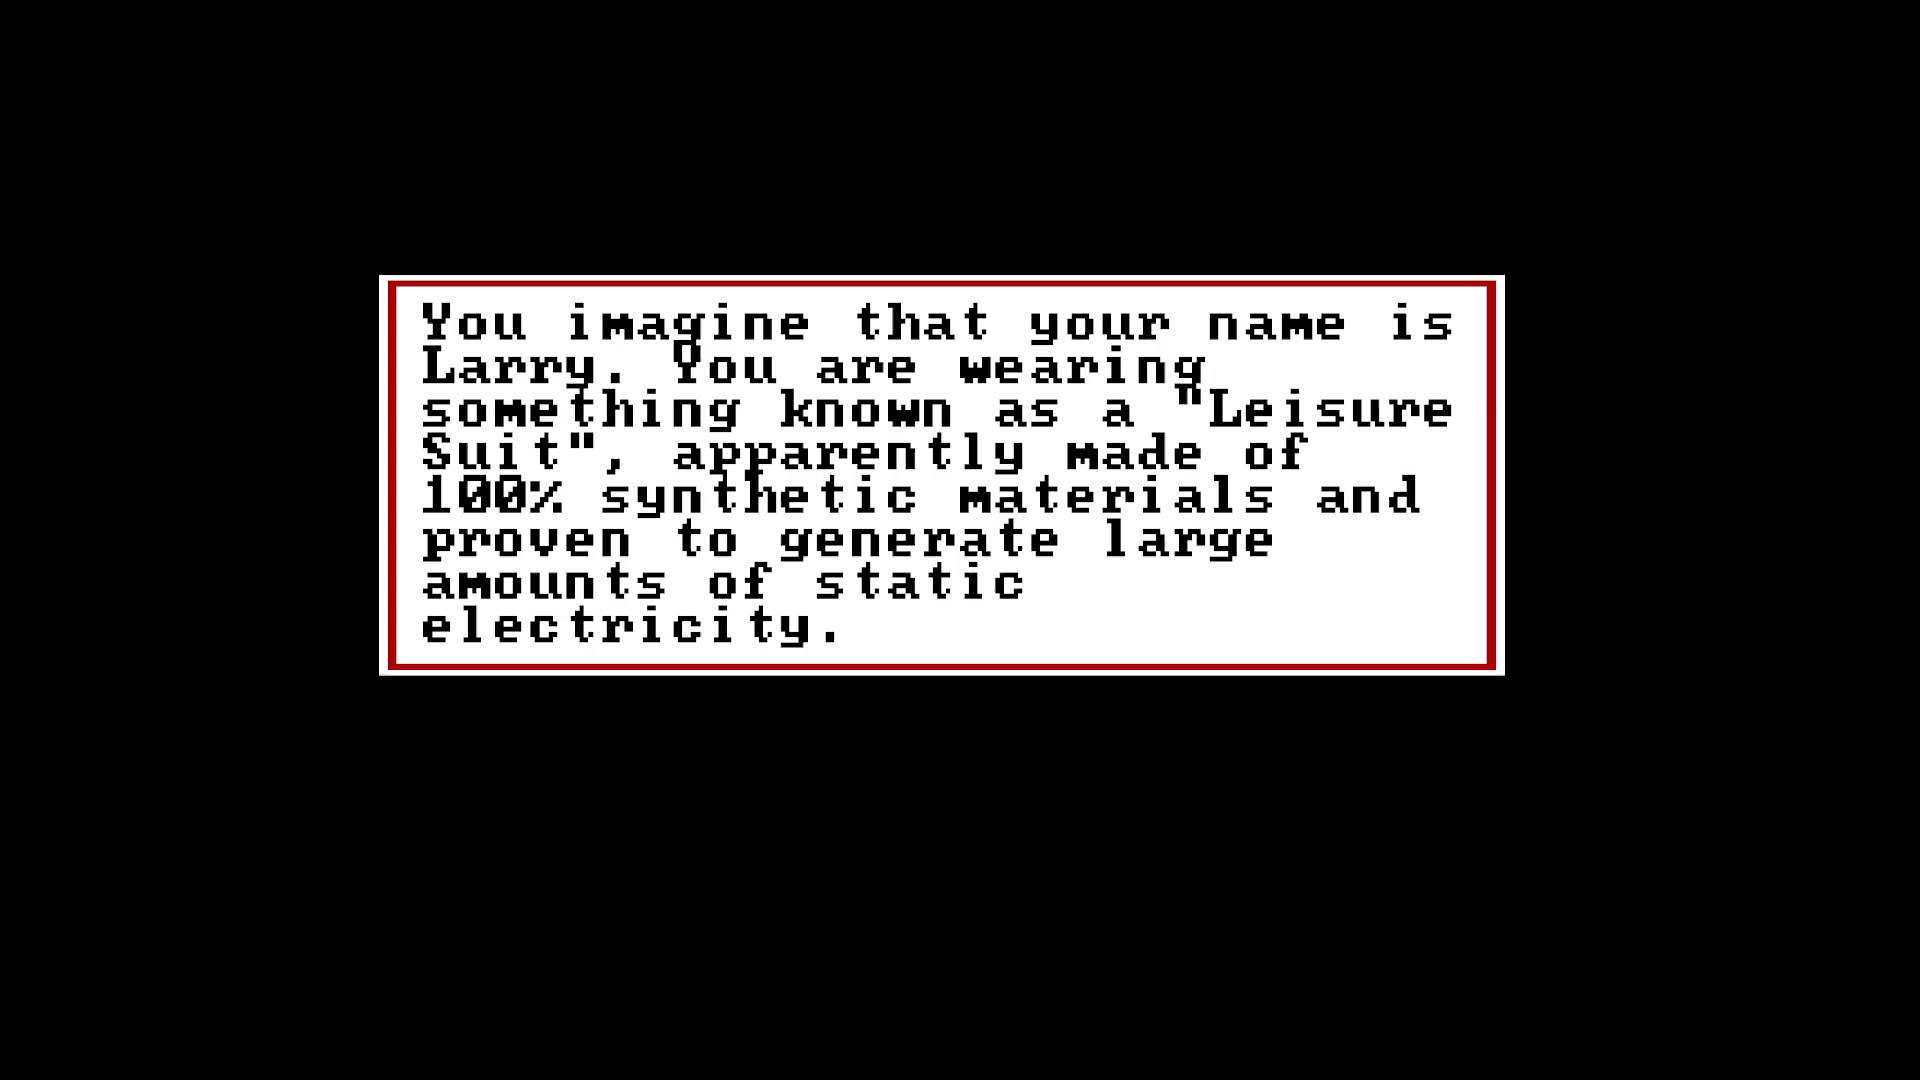 You imagine that your name is
Larry. You are wearing
something known as a "Leisure
Suit", apparently made of
100% synthetic materials and
proven to generate large
amounts of static
electricity.